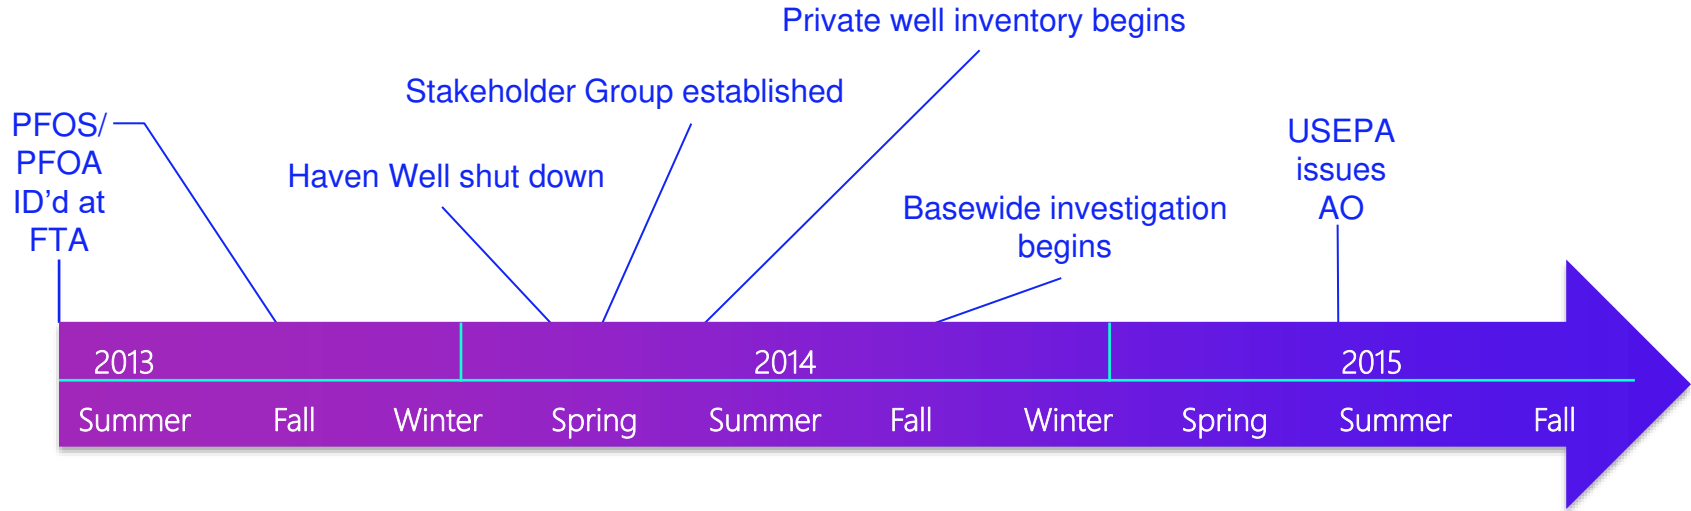 Private well inventory begins
Stakeholder Group established
PFOS/
PFOA
ID’d at
FTA
Haven Well shut down
USEPA
issues
AO
Basewide investigation
begins
2013 2014 2015
Summer Fall Winter Spring Summer Fall Winter Spring Summer Fall